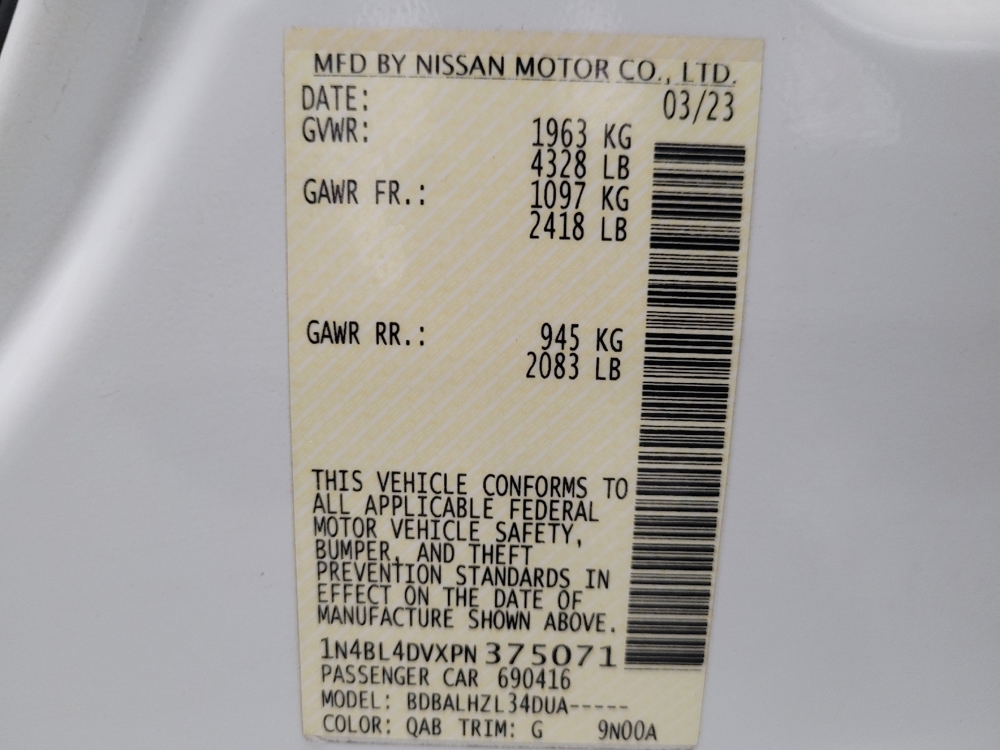 MFD BY NISSAN MOTOR CO., LTD.
DATE: 03/23
GVWR: 1963 KG
4328 LB
GAWR FR.: 1097 KG
2418 LB
GAWR RR.: 945 KG
2083 LB
THIS VEHICLE CONFORMS TO
ALL APPLICABLE FEDERAL
MOTOR VEHICLE SAFETY,
BUMPER, AND THEFT
PREVENTION STANDARDS IN
EFFECT ON THE DATE OF
MANUFACTURE SHOWN ABOVE.
1N4BL4DVXPN 375071
PASSENGER CAR 690416
MODEL: BDBALHZL34DUA-----
COLOR: QAB TRIM: G 9N00A